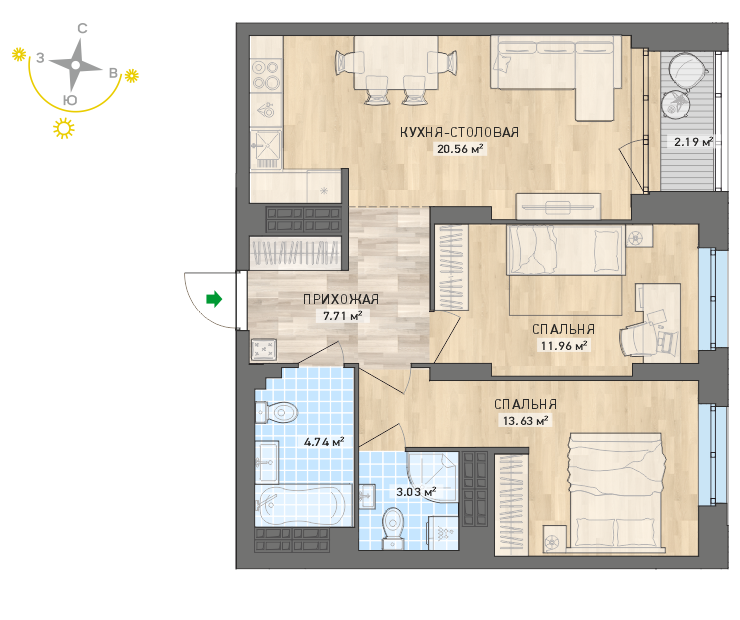 С
З
В
Ю
КУХНЯ-СТОЛОВАЯ
20.56 м²
2.19 м²
ПРИХОЖАЯ
7.71 м²
СПАЛЬНЯ
11.96 м²
СПАЛЬНЯ
13.63 м²
4.74 м²
3.03 м²